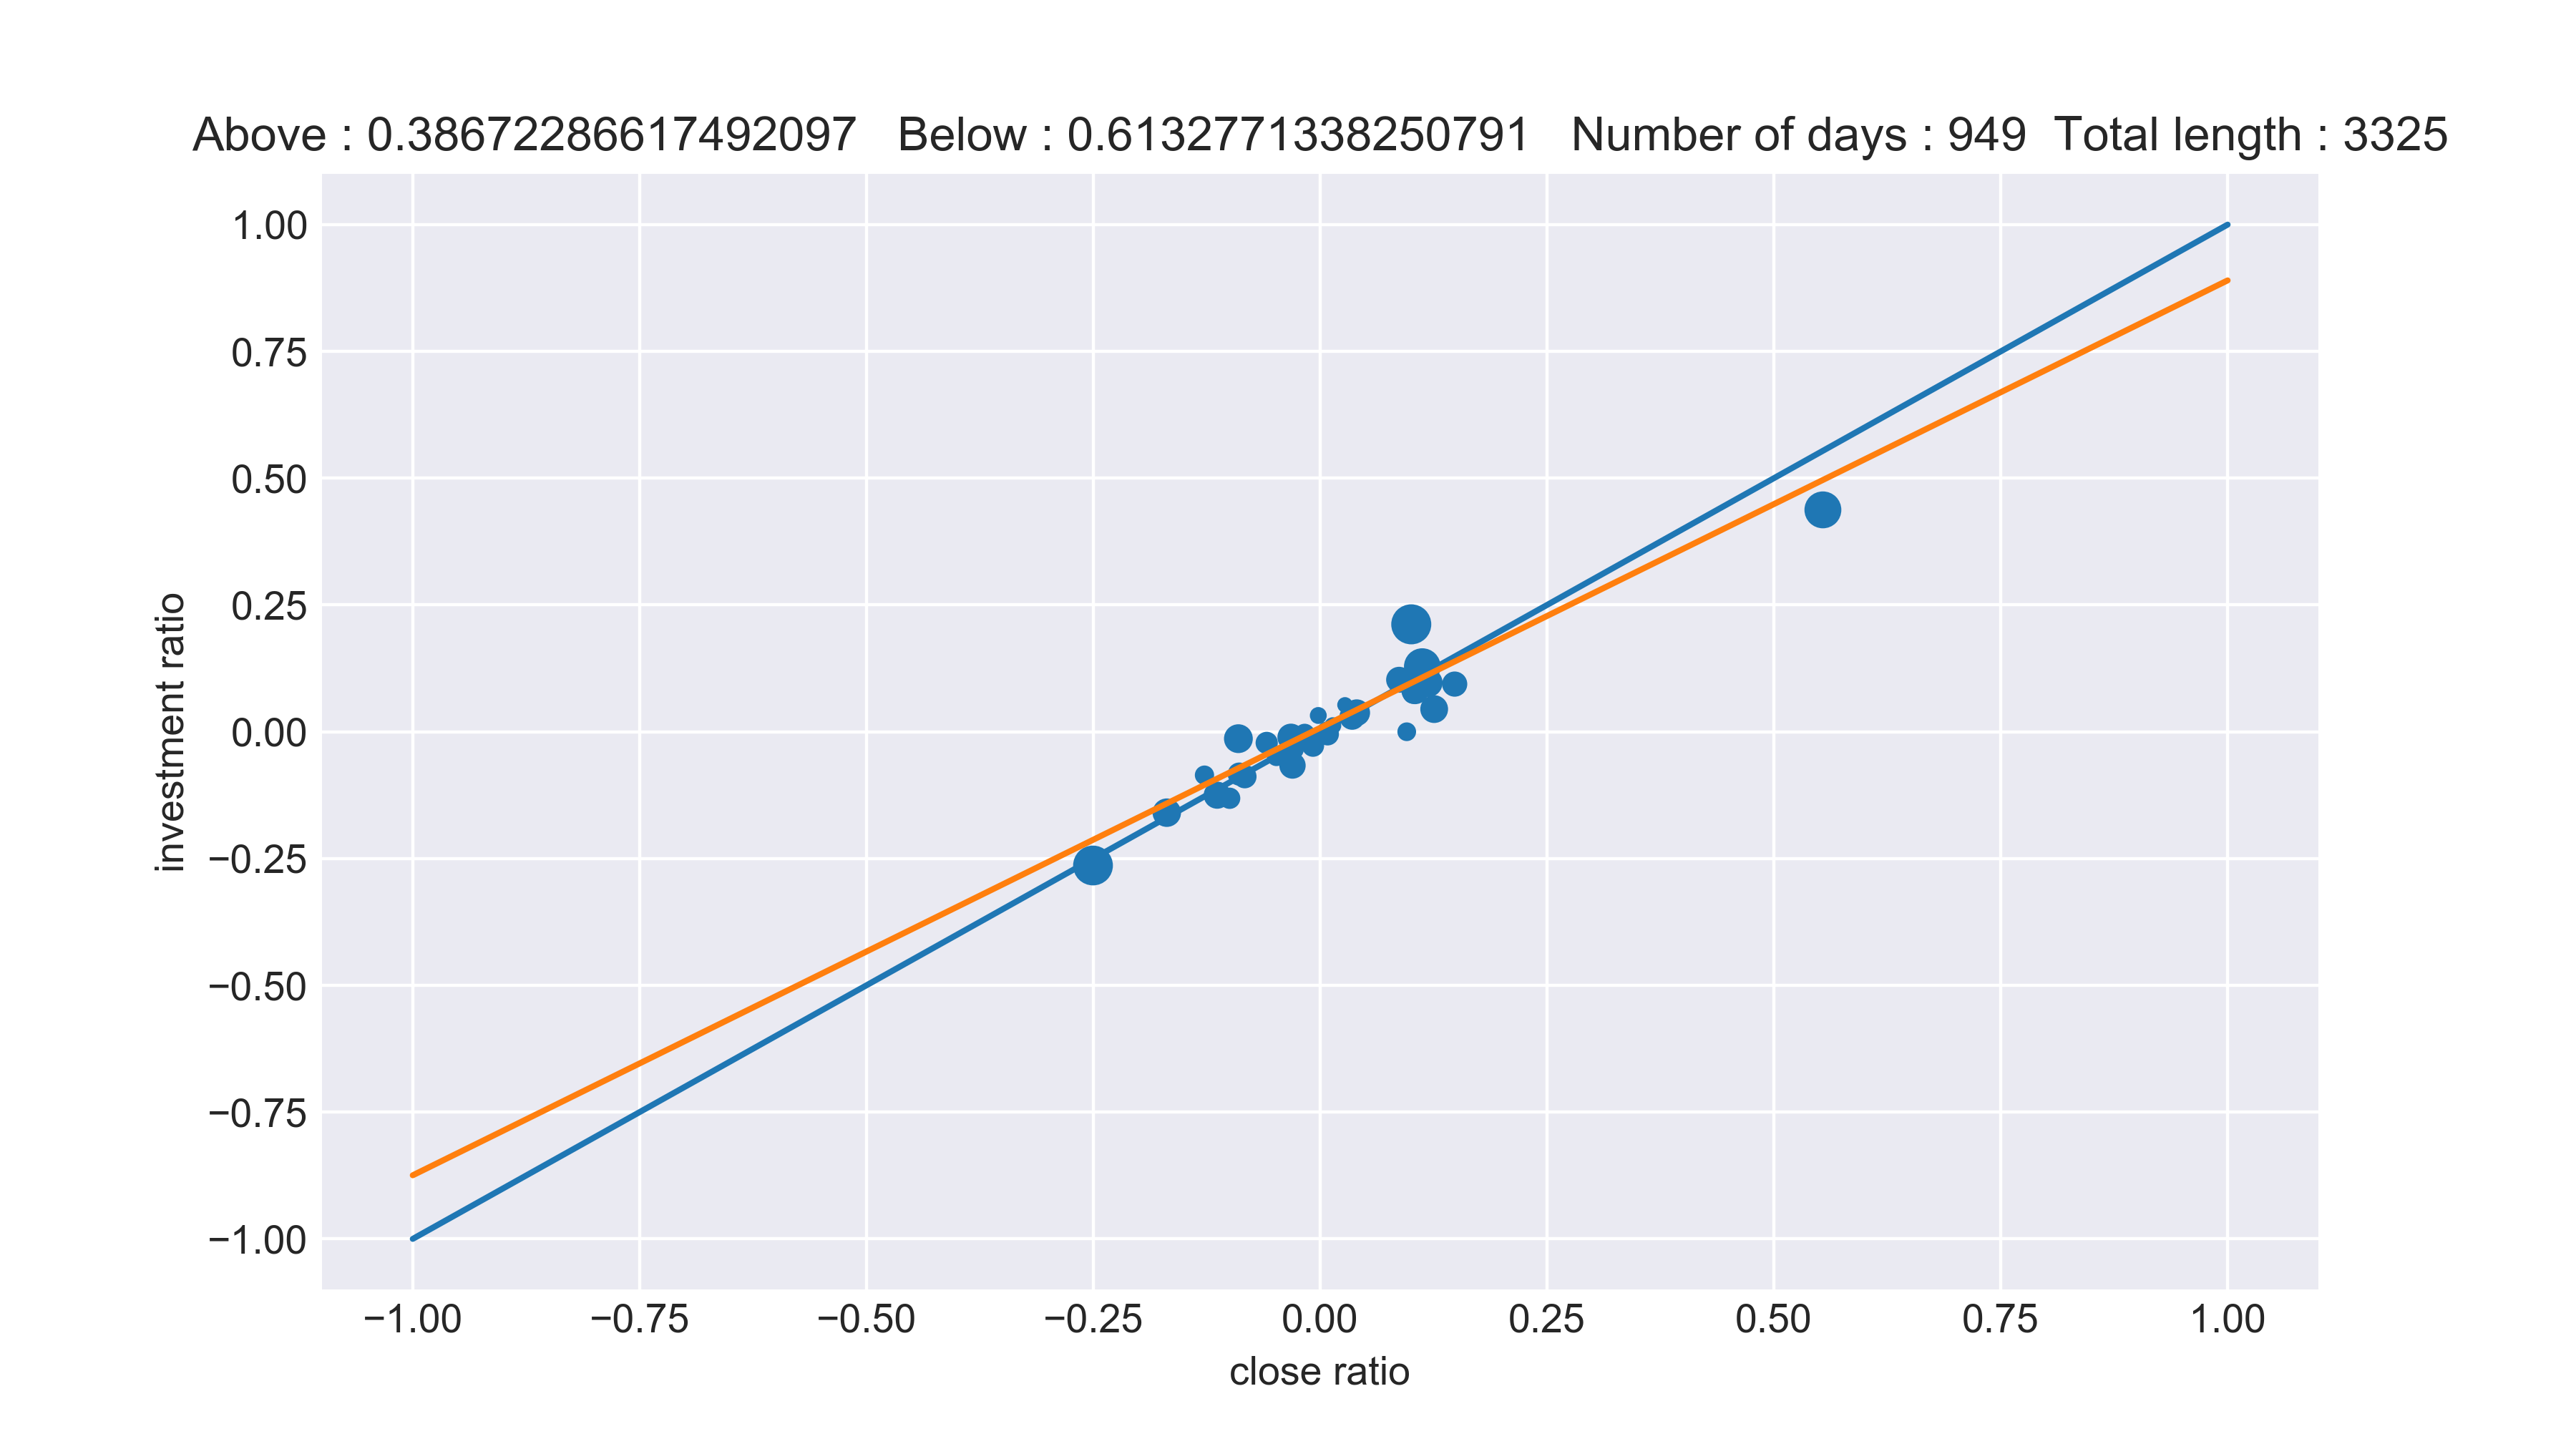 Above : 0.38672286617492097   Below : 0.6132771338250791   Number of days : 949  Total length : 3325
1.00
0.75
0.50
0.25
0.00
−0.25
−0.50
−0.75
−1.00
investment ratio
−1.00 −0.75 −0.50 −0.25 0.00 0.25 0.50 0.75 1.00
close ratio